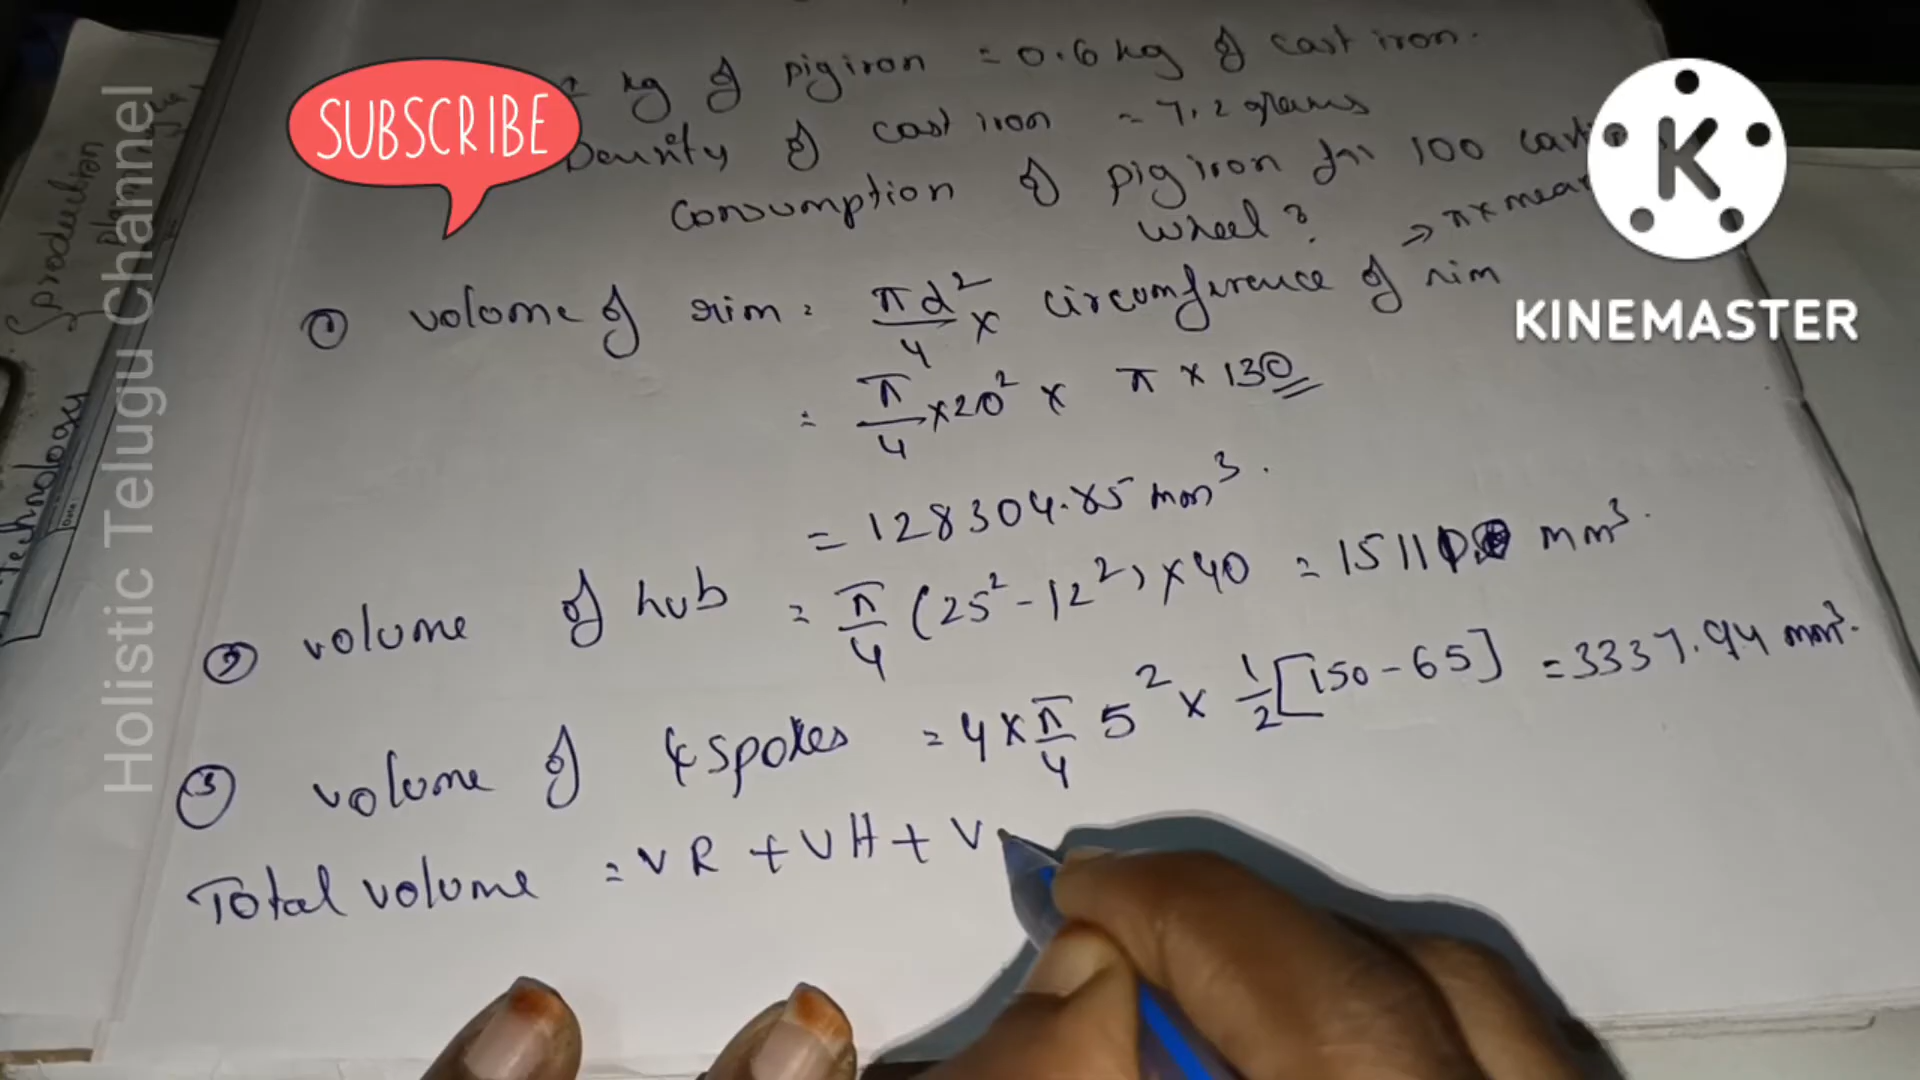 kg of pig iron = 0.6 kg of cast iron.
SUBSCRIBE
Density of cast iron = 7.2 grams
Consumption of pig iron for 100 cast
wheel?
→ π x mean
① volume of rim = πd²/4 x circumference of rim
= π/4 x 20² x π x 130
= 128304.85 mm³.
② volume of hub = π/4 (25² - 12²) x 40 = 15110 mm³.
③ volume of 4 spokes = 4 x π/4 5² x 1/2 [150 - 65] = 3337.94 mm³.
Total volume = VR + VH + V
K
KINEMASTER
Holistic Telugu Channel
production
Technology
Date: